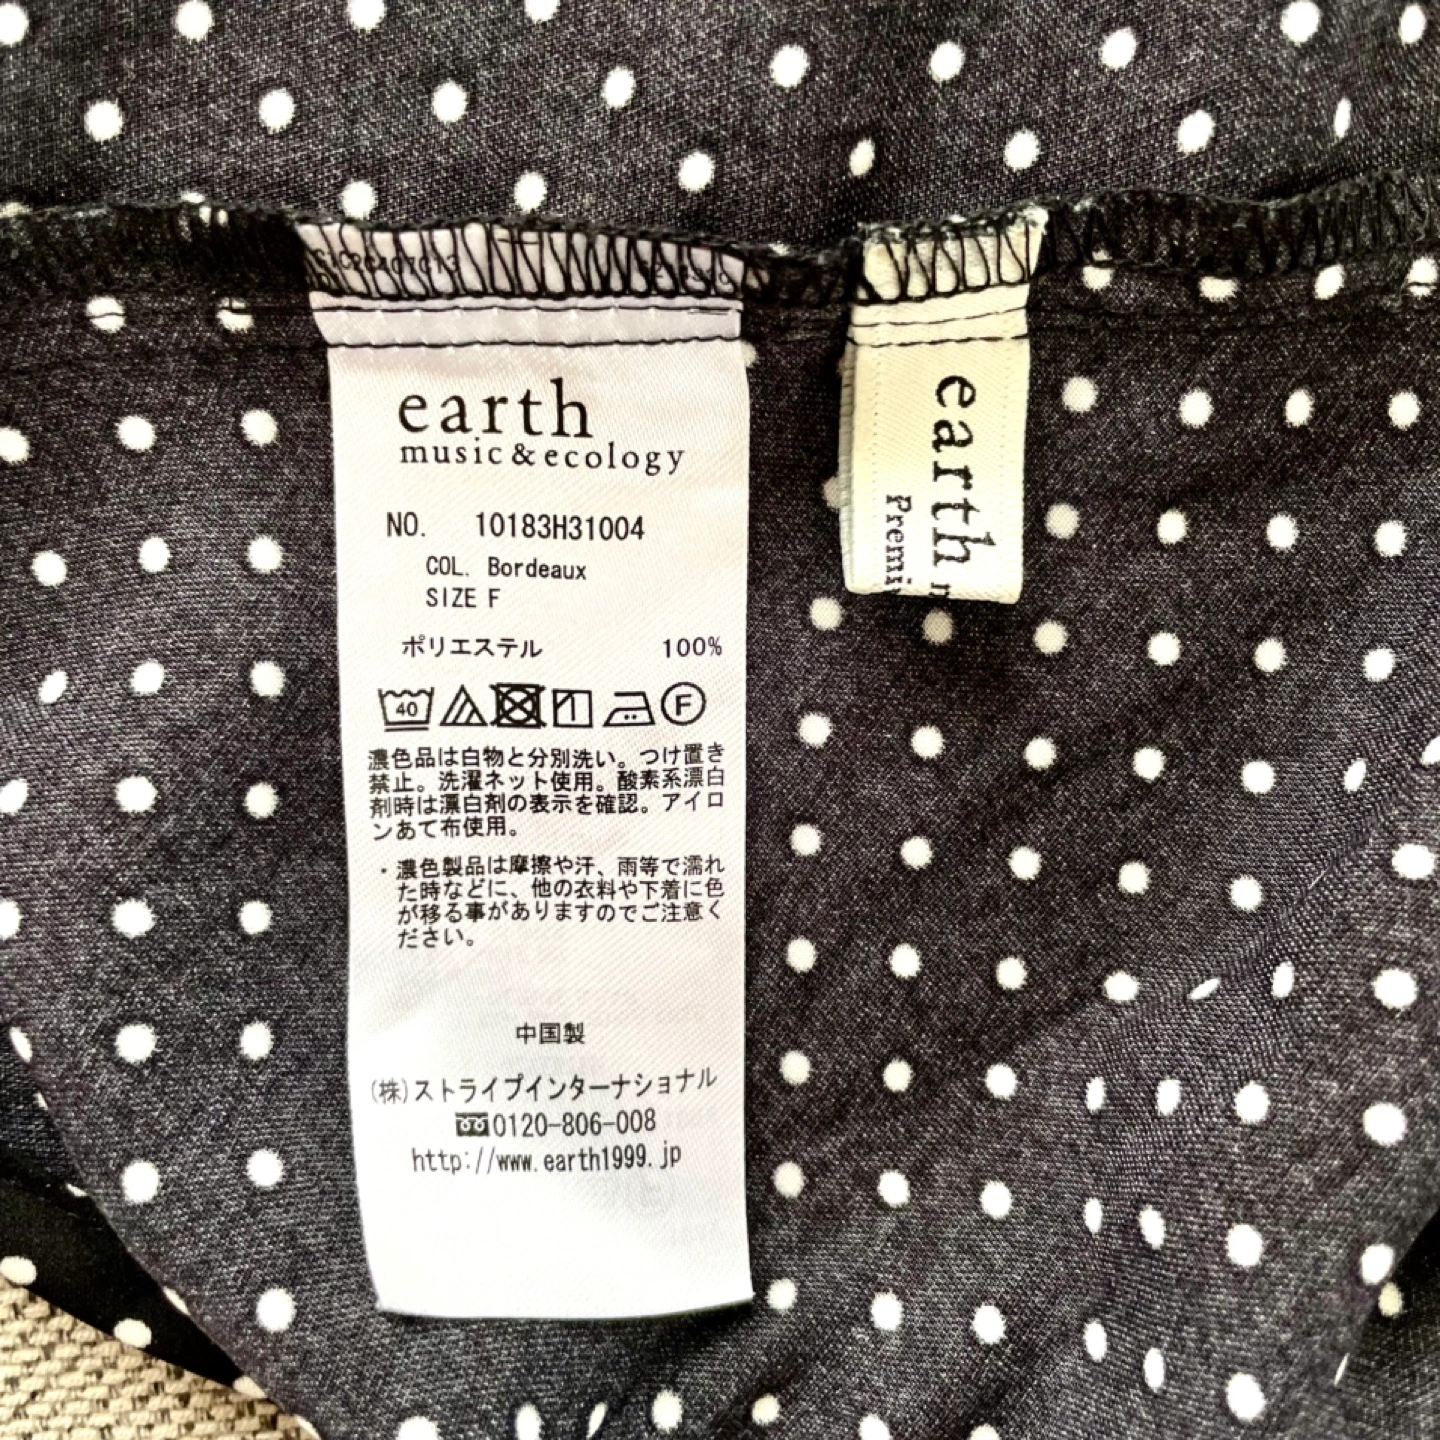 earth
music&ecology
NO. 10183H31004
COL. Bordeaux
SIZE F
ポリエステル 100%
40
F
濃色品は白物と分別洗い。つけ置き
禁止。洗濯ネット使用。酸素系漂白
剤時は漂白剤の表示を確認。アイロ
ンあて布使用。
・濃色製品は摩擦や汗、雨等で濡れ
た時などに、他の衣料や下着に色
が移る事がありますのでご注意く
ださい。
中国製
(株)ストライプインターナショナル
0120-806-008
http://www.earth1999.jp
earth